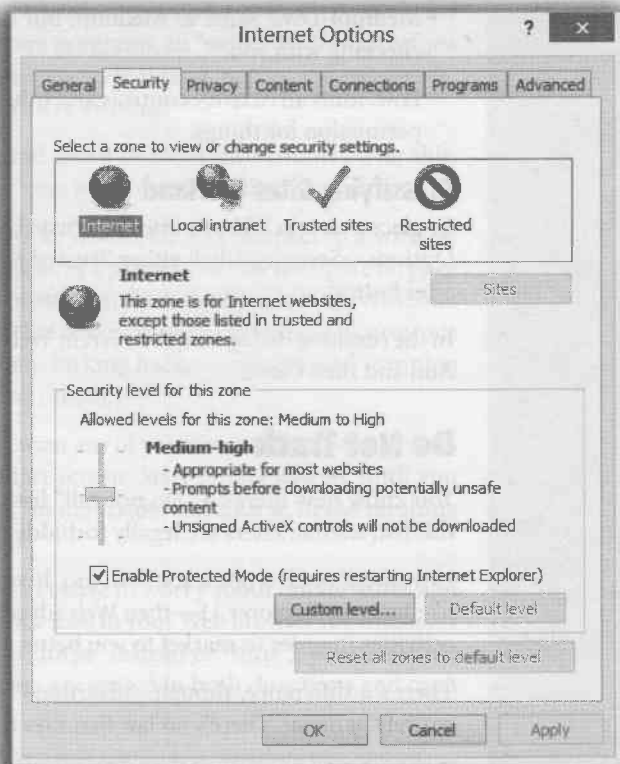 Internet Options
? ×
General Security Privacy Content Connections Programs Advanced
Select a zone to view or change security settings.
Internet Local intranet Trusted sites Restricted
sites
Internet
Sites
This zone is for Internet websites,
except those listed in trusted and
restricted zones.
Security level for this zone
Allowed levels for this zone: Medium to High
Medium-high
- Appropriate for most websites
- Prompts before downloading potentially unsafe
content
- Unsigned ActiveX controls will not be downloaded
Enable Protected Mode (requires restarting Internet Explorer)
Custom level... Default level
Reset all zones to default level
OK Cancel Apply